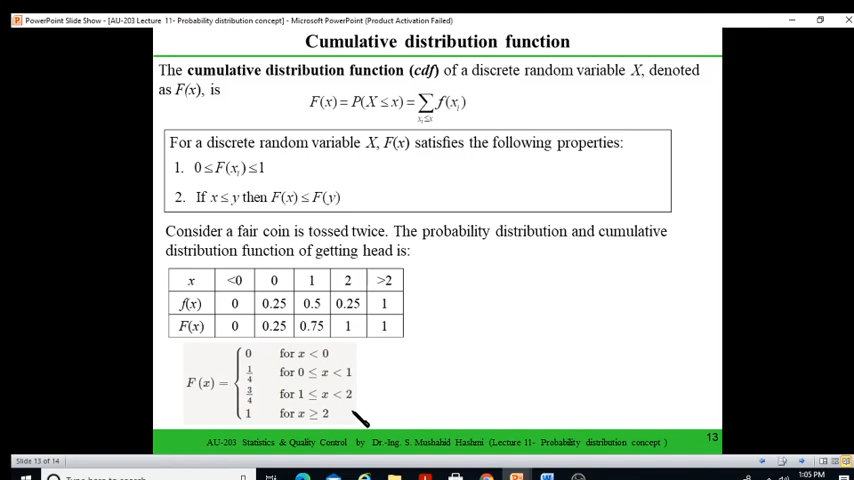 PowerPoint Slide Show - [AU-203 Lecture 11- Probability distribution concept] - Microsoft PowerPoint (Product Activation Failed)
Cumulative distribution function
The cumulative distribution function (cdf) of a discrete random variable X, denoted
as F(x), is
F(x) = P(X ≤ x) = ∑ f(x_i)
x_i ≤ x
For a discrete random variable X, F(x) satisfies the following properties:
1. 0 ≤ F(x_i) ≤ 1
2. If x ≤ y then F(x) ≤ F(y)
Consider a fair coin is tossed twice. The probability distribution and cumulative
distribution function of getting head is:
x <0 0 1 2 >2
f(x) 0 0.25 0.5 0.25 1
F(x) 0 0.25 0.75 1 1
F(x) =
0 for x < 0
1/4 for 0 ≤ x < 1
3/4 for 1 ≤ x < 2
1 for x ≥ 2
AU-203 Statistics & Quality Control by Dr.-Ing. S. Mushahid Hashmi (Lecture 11- Probability distribution concept )
13
Slide 13 of 14
1:05 PM